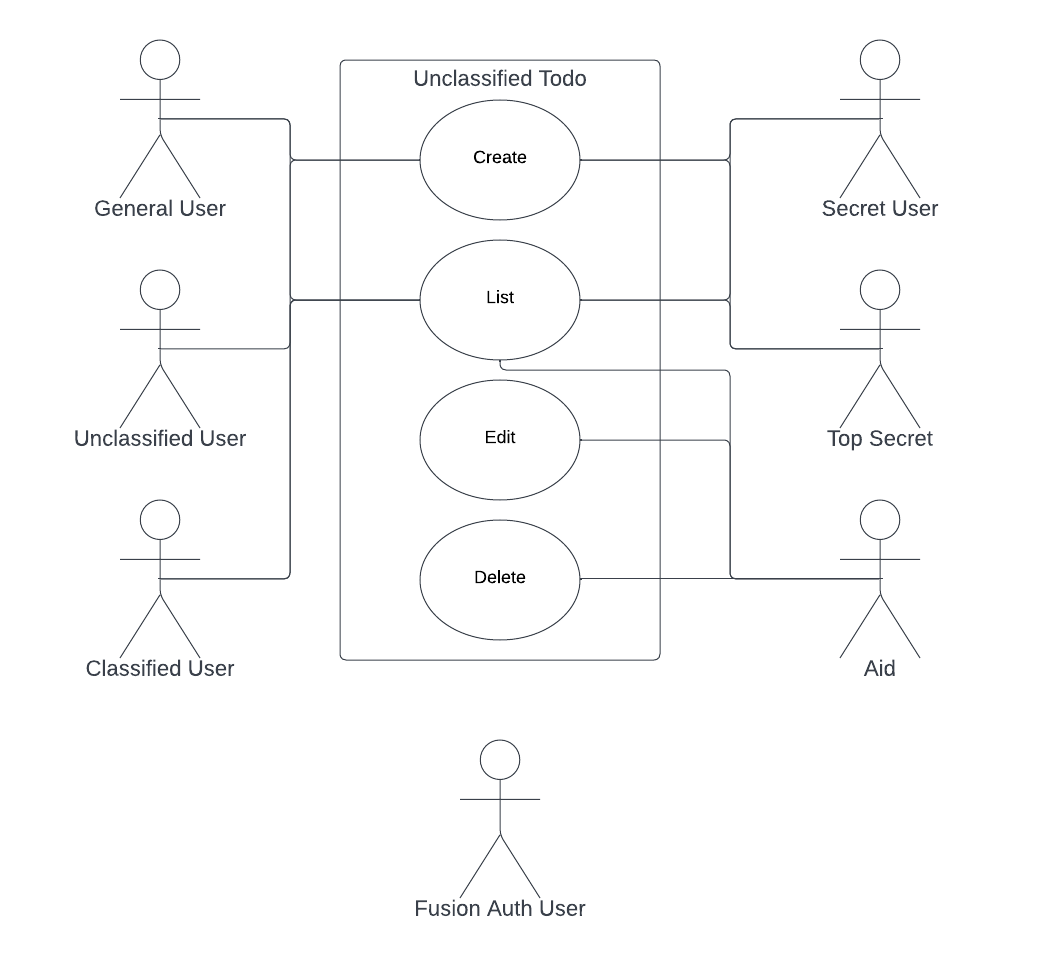 Unclassified Todo
Create
General User
Secret User
List
Unclassified User
Edit
Top Secret
Delete
Classified User
Aid
Fusion Auth User